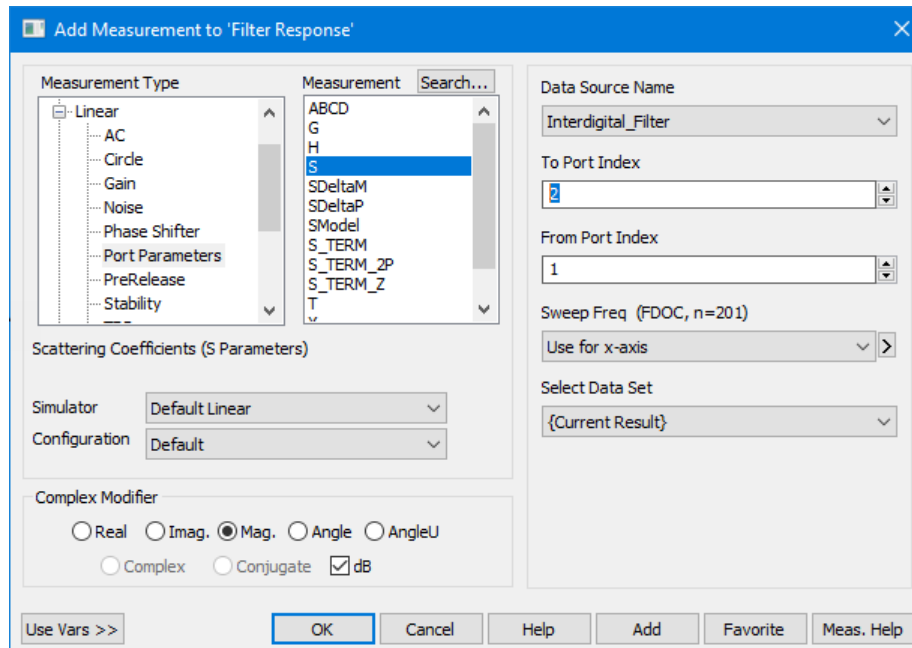 Add Measurement to 'Filter Response'
Measurement Type
Linear
AC
Circle
Gain
Noise
Phase Shifter
Port Parameters
PreRelease
Stability
Measurement
Search...
ABCD
G
H
S
SDeltaM
SDeltaP
SModel
S_TERM
S_TERM_2P
S_TERM_Z
T
Scattering Coefficients (S Parameters)
Simulator
Default Linear
Configuration
Default
Complex Modifier
Real
Imag.
Mag.
Angle
AngleU
Complex
Conjugate
dB
Data Source Name
Interdigital_Filter
To Port Index
2
From Port Index
1
Sweep Freq (FDOC, n=201)
Use for x-axis
>
Select Data Set
{Current Result}
Use Vars >>
OK
Cancel
Help
Add
Favorite
Meas. Help